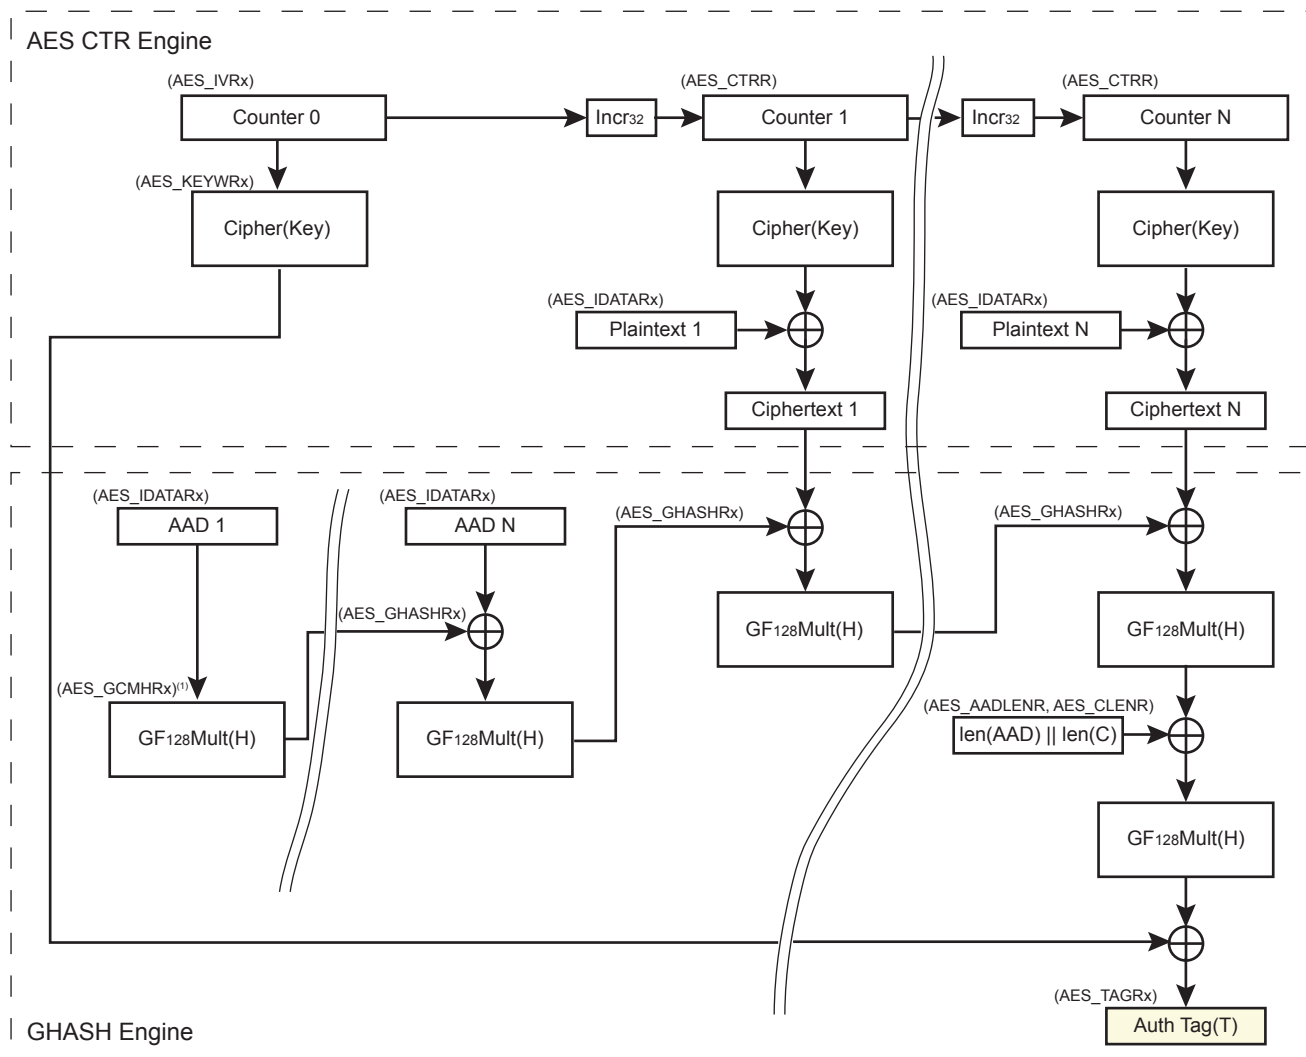 AES CTR Engine
(AES_IVRx)
(AES_CTRR)
(AES_CTRR)
Counter 0
Incr32
Counter 1
Incr32
Counter N
(AES_KEYWRx)
Cipher(Key)
Cipher(Key)
Cipher(Key)
(AES_IDATARx)
(AES_IDATARx)
Plaintext 1
Plaintext N
Ciphertext 1
Ciphertext N
(AES_IDATARx)
(AES_IDATARx)
(AES_GHASHRx)
(AES_GHASHRx)
AAD 1
AAD N
(AES_GHASHRx)
GF128Mult(H)
GF128Mult(H)
(AES_GCMHRx)(1)
(AES_AADLENR, AES_CLENR)
GF128Mult(H)
GF128Mult(H)
len(AAD) || len(C)
GF128Mult(H)
(AES_TAGRx)
Auth Tag(T)
GHASH Engine